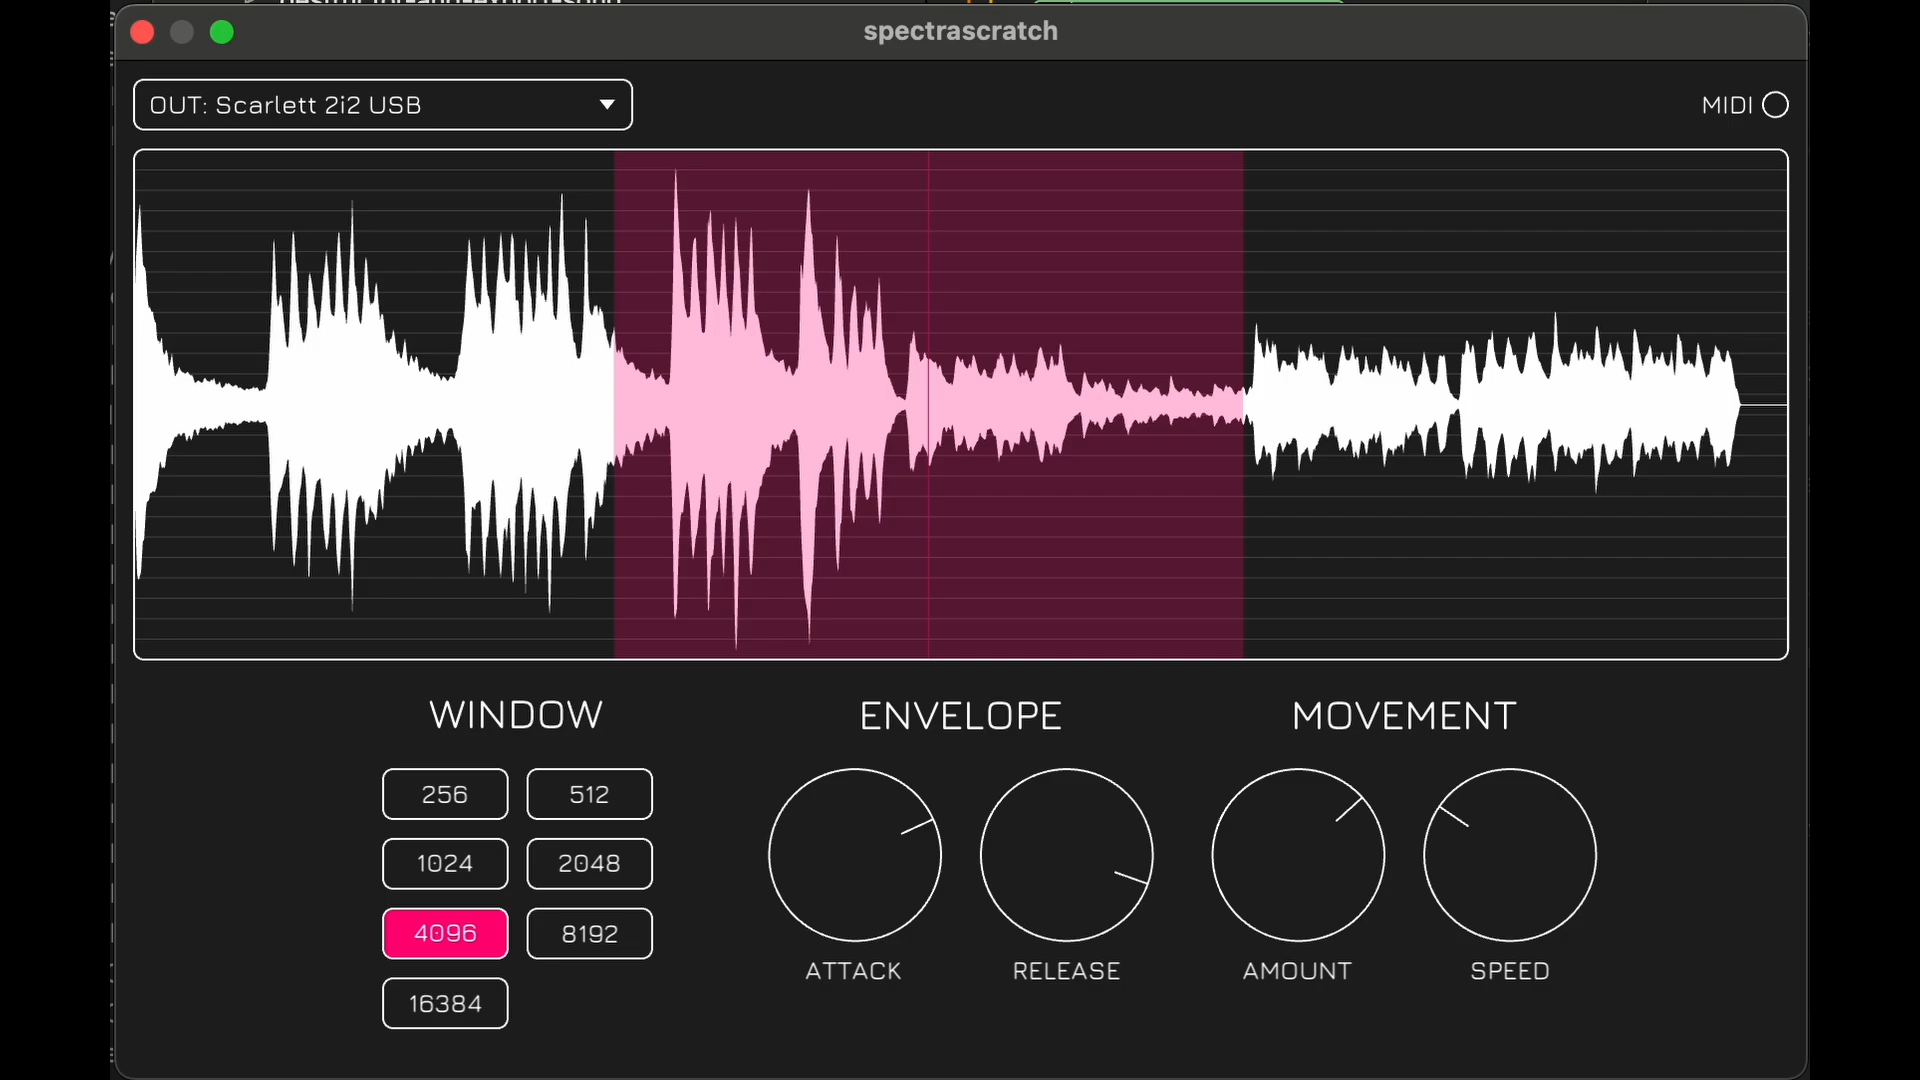 spectrascratch
OUT: Scarlett 2i2 USB
MIDI
WINDOW
ENVELOPE
MOVEMENT
256
512
1024
2048
4096
8192
16384
ATTACK
RELEASE
AMOUNT
SPEED